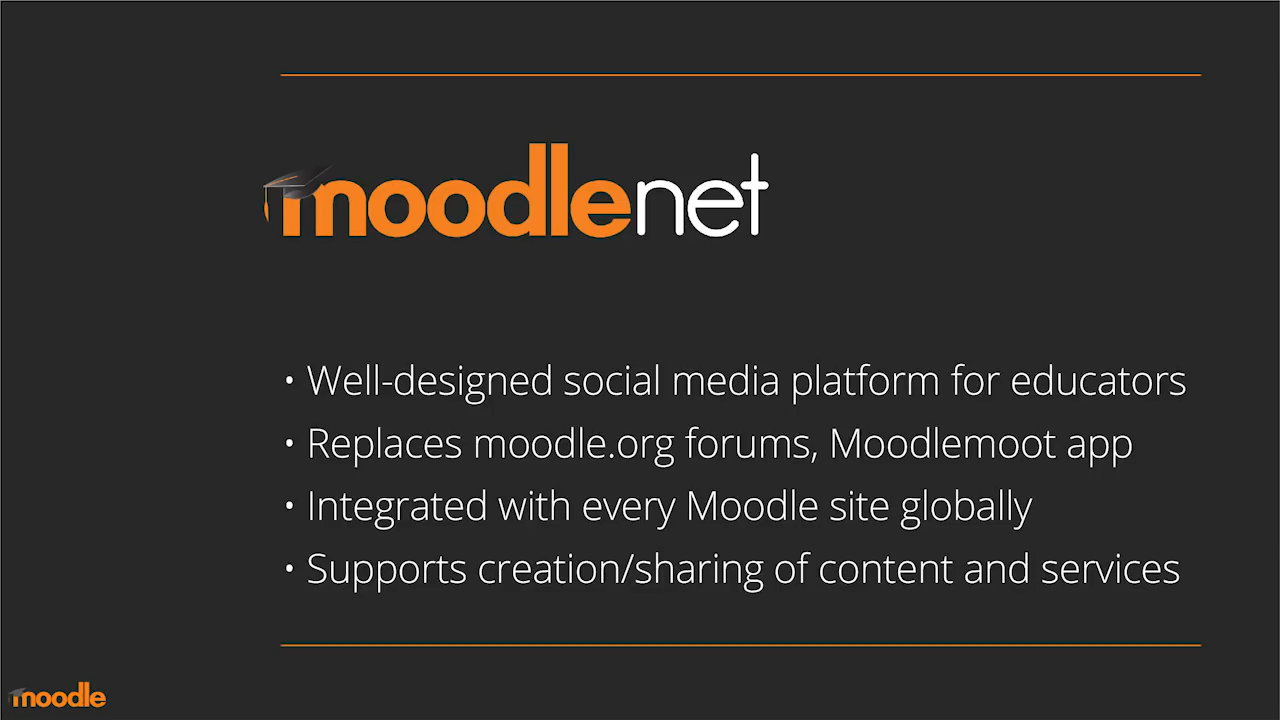 moodlenet
• Well-designed social media platform for educators
• Replaces moodle.org forums, Moodlemoot app
• Integrated with every Moodle site globally
• Supports creation/sharing of content and services
moodle